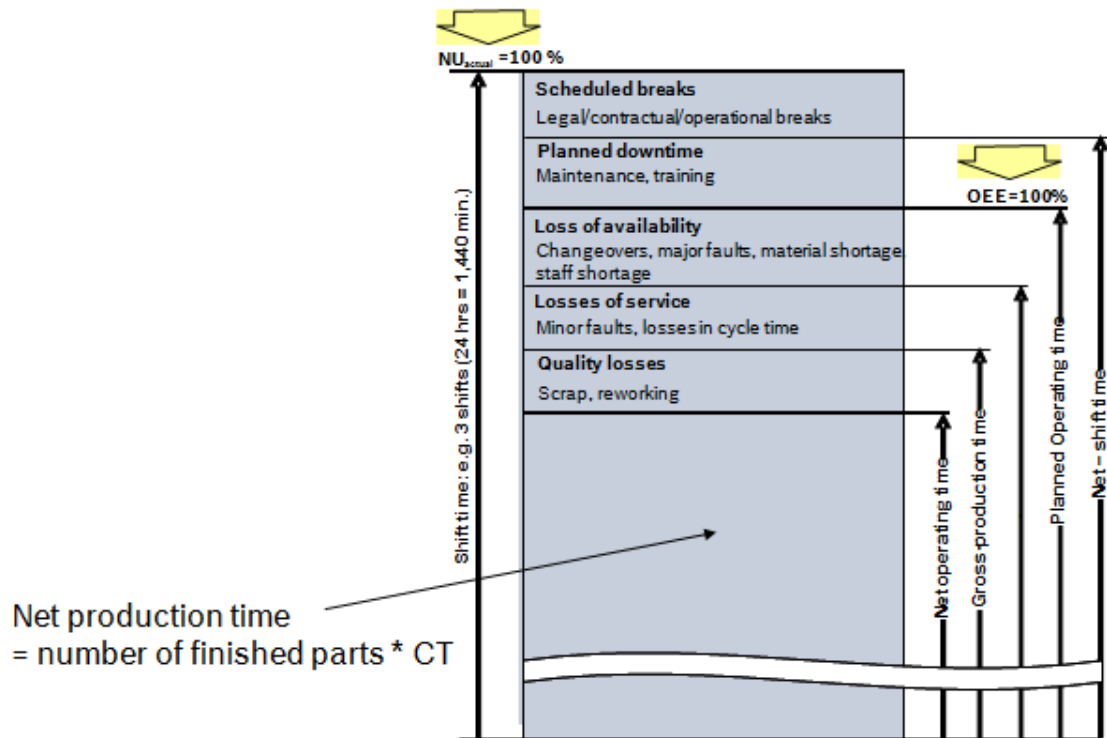 NUactual =100 %
Scheduled breaks
Legal/contractual/operational breaks
Planned downtime
Maintenance, training
OEE=100%
Loss of availability
Changeovers, major faults, material shortage,
staff shortage
Losses of service
Minor faults, losses in cycle time
Quality losses
Scrap, reworking
Shift time: e.g. 3 shifts (24 hrs = 1,440 min.)
Net operating time
Gross-production time
Planned Operating time
Net – shift time
Net production time
= number of finished parts * CT